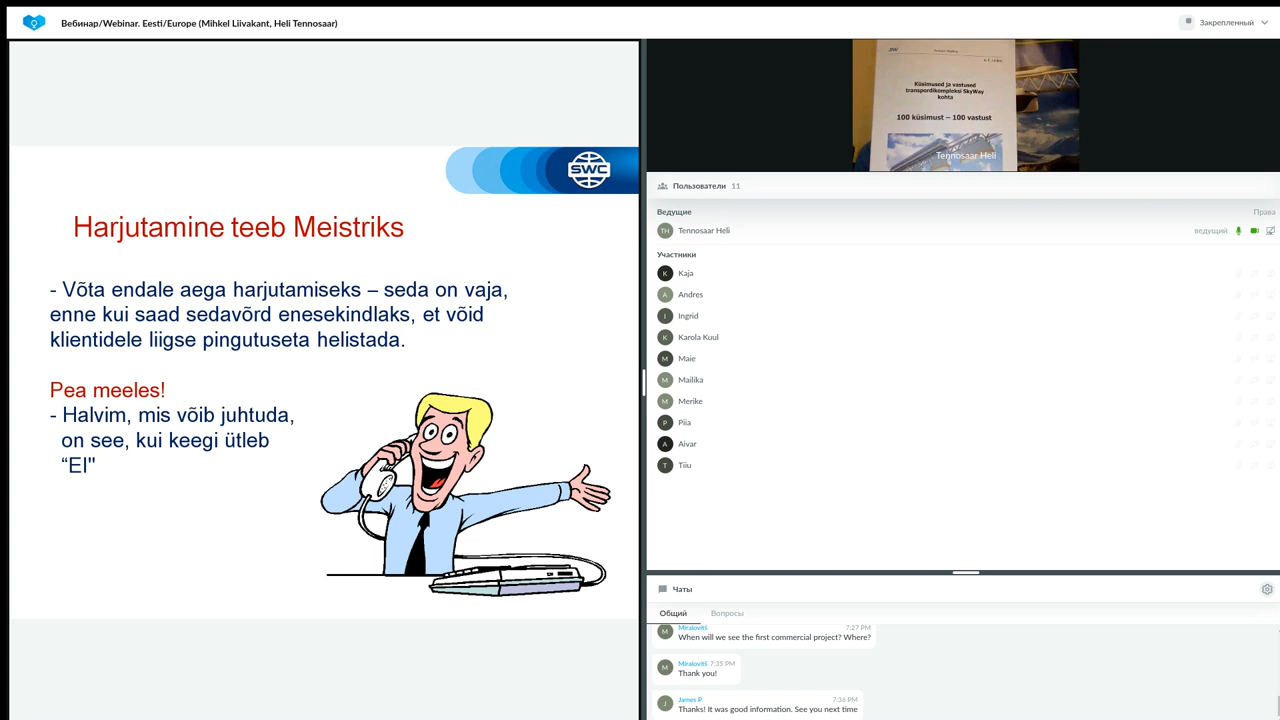 Вебинар/Webinar. Eesti/Europe (Mihkel Liivakant, Heli Tennosaar)
Закрепленный
SWC
Harjutamine teeb Meistriks
- Võta endale aega harjutamiseks – seda on vaja,
enne kui saad sedavõrd enesekindlaks, et võid
klientidele liigse pingutuseta helistada.
Pea meeles!
- Halvim, mis võib juhtuda,
on see, kui keegi ütleb
“EI"
Küsimused ja vastused
transpordikompleksi SkyWay
kohta
100 küsimust – 100 vastust
Tennosaar Heli
Пользователи 11
Ведущие Права
TH Tennosaar Heli ведущий
Участники
K Kaja
A Andres
I Ingrid
K Karola Kuul
M Maie
M Mailika
M Merike
P Piia
A Aivar
T Tiiu
Чаты
Общий Вопросы
M Miralovitš 7:27 PM
When will we see the first commercial project? Where?
M Miralovitš 7:35 PM
Thank you!
J James P. 7:36 PM
Thanks! It was good information. See you next time